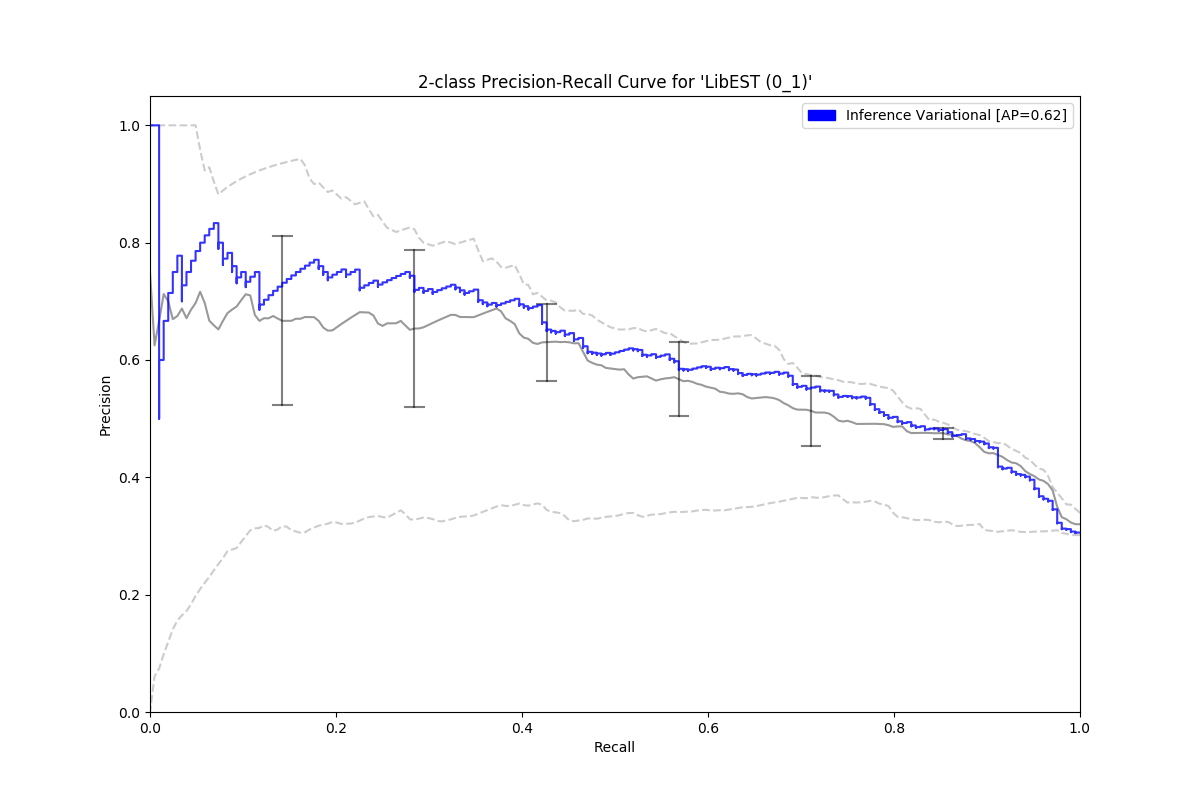 2-class Precision-Recall Curve for 'LibEST (0_1)'
Inference Variational [AP=0.62]
1.0
0.8
0.6
0.4
0.2
0.0
Precision
0.0 0.2 0.4 0.6 0.8 1.0
Recall